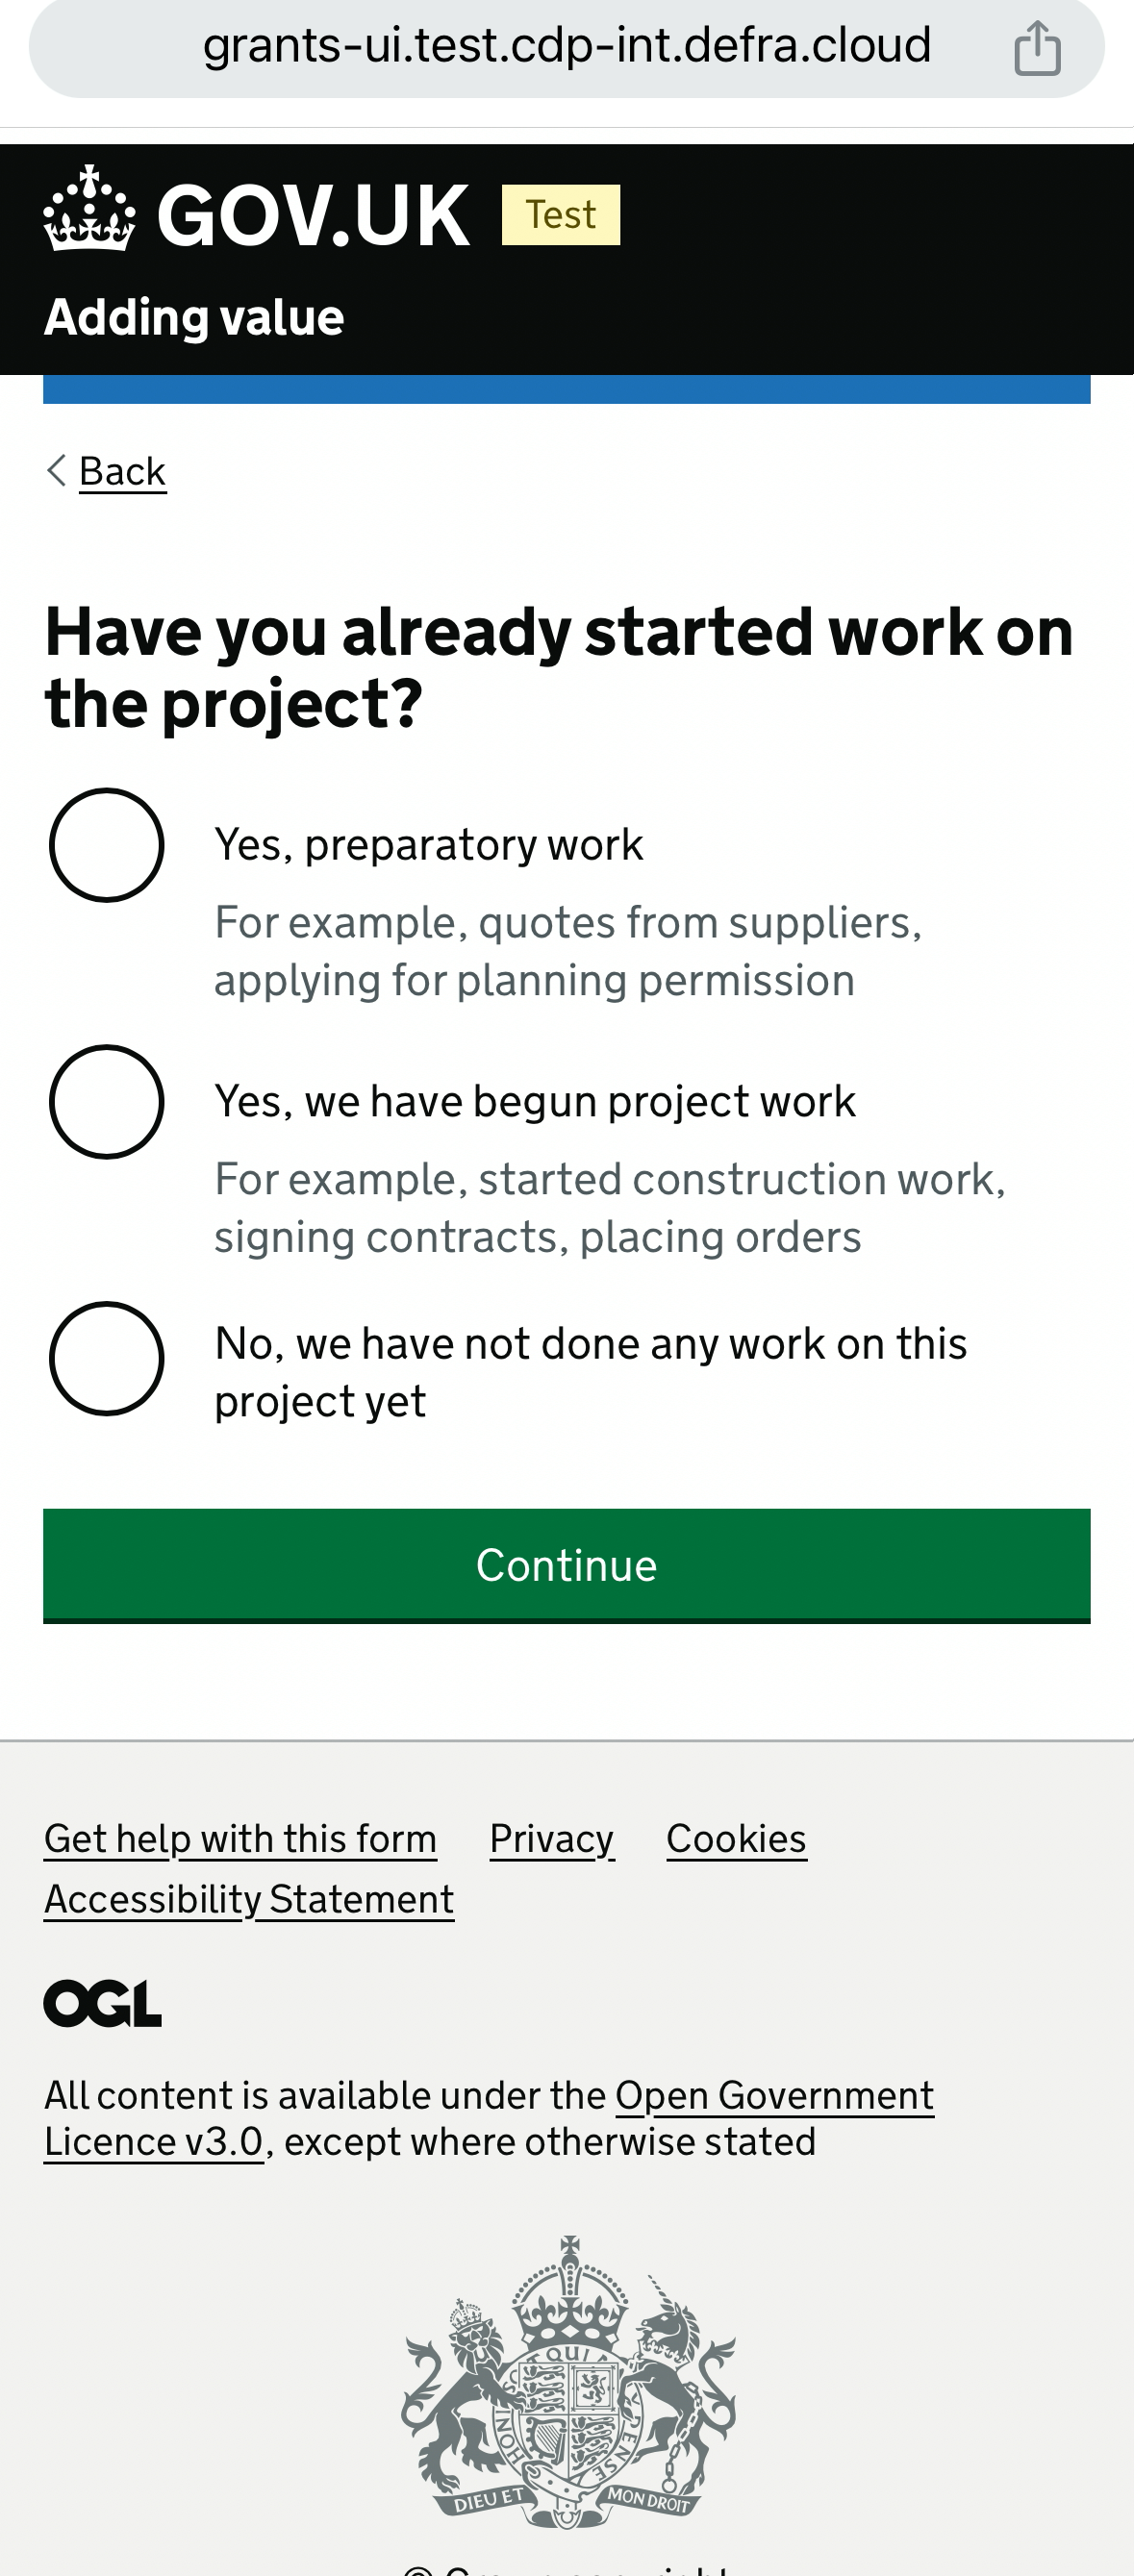 grants-ui.test.cdp-int.defra.cloud
GOV.UK Test
Adding value
Back
Have you already started work on
the project?
Yes, preparatory work
For example, quotes from suppliers,
applying for planning permission
Yes, we have begun project work
For example, started construction work,
signing contracts, placing orders
No, we have not done any work on this
project yet
Continue
Get help with this form Privacy Cookies
Accessibility Statement
OGL
All content is available under the Open Government
Licence v3.0, except where otherwise stated
QUI
HON
PENSE
DIEU ET MON DROIT
© Crown copyright